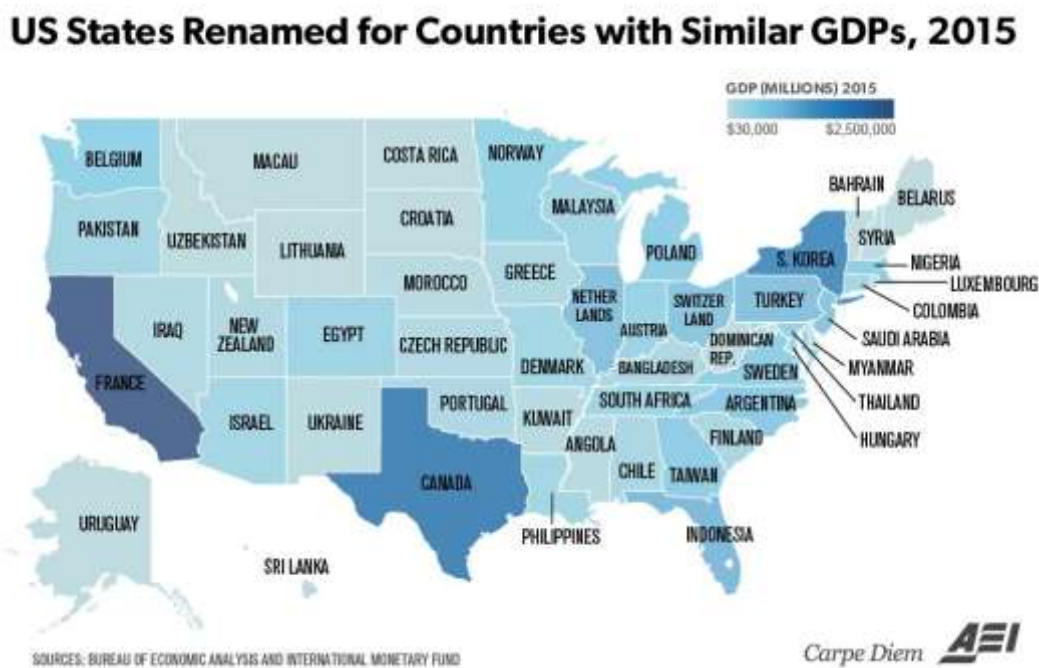 US States Renamed for Countries with Similar GDPs, 2015
GDP (MILLIONS) 2015
$30,000 $2,500,000
BELGIUM
MACAU
COSTA RICA
NORWAY
BAHRAIN
BELARUS
PAKISTAN
UZBEKISTAN
LITHUANIA
CROATIA
MALAYSIA
POLAND
S. KOREA
SYRIA
NIGERIA
LUXEMBOURG
COLOMBIA
SAUDI ARABIA
MYANMAR
THAILAND
HUNGARY
IRAQ
NEW
ZEALAND
EGYPT
MOROCCO
GREECE
NETHER
LANDS
AUSTRIA
SWITZER
LAND
TURKEY
DOMINICAN
REP.
CZECH REPUBLIC
DENMARK
BANGLADESH
SWEDEN
FRANCE
ISRAEL
UKRAINE
PORTUGAL
KUWAIT
SOUTH AFRICA
ARGENTINA
FINLAND
ANGOLA
CHILE
TAIWAN
CANADA
PHILIPPINES
INDONESIA
URUGUAY
SRI LANKA
SOURCES: BUREAU OF ECONOMIC ANALYSIS AND INTERNATIONAL MONETARY FUND
Carpe Diem AEI